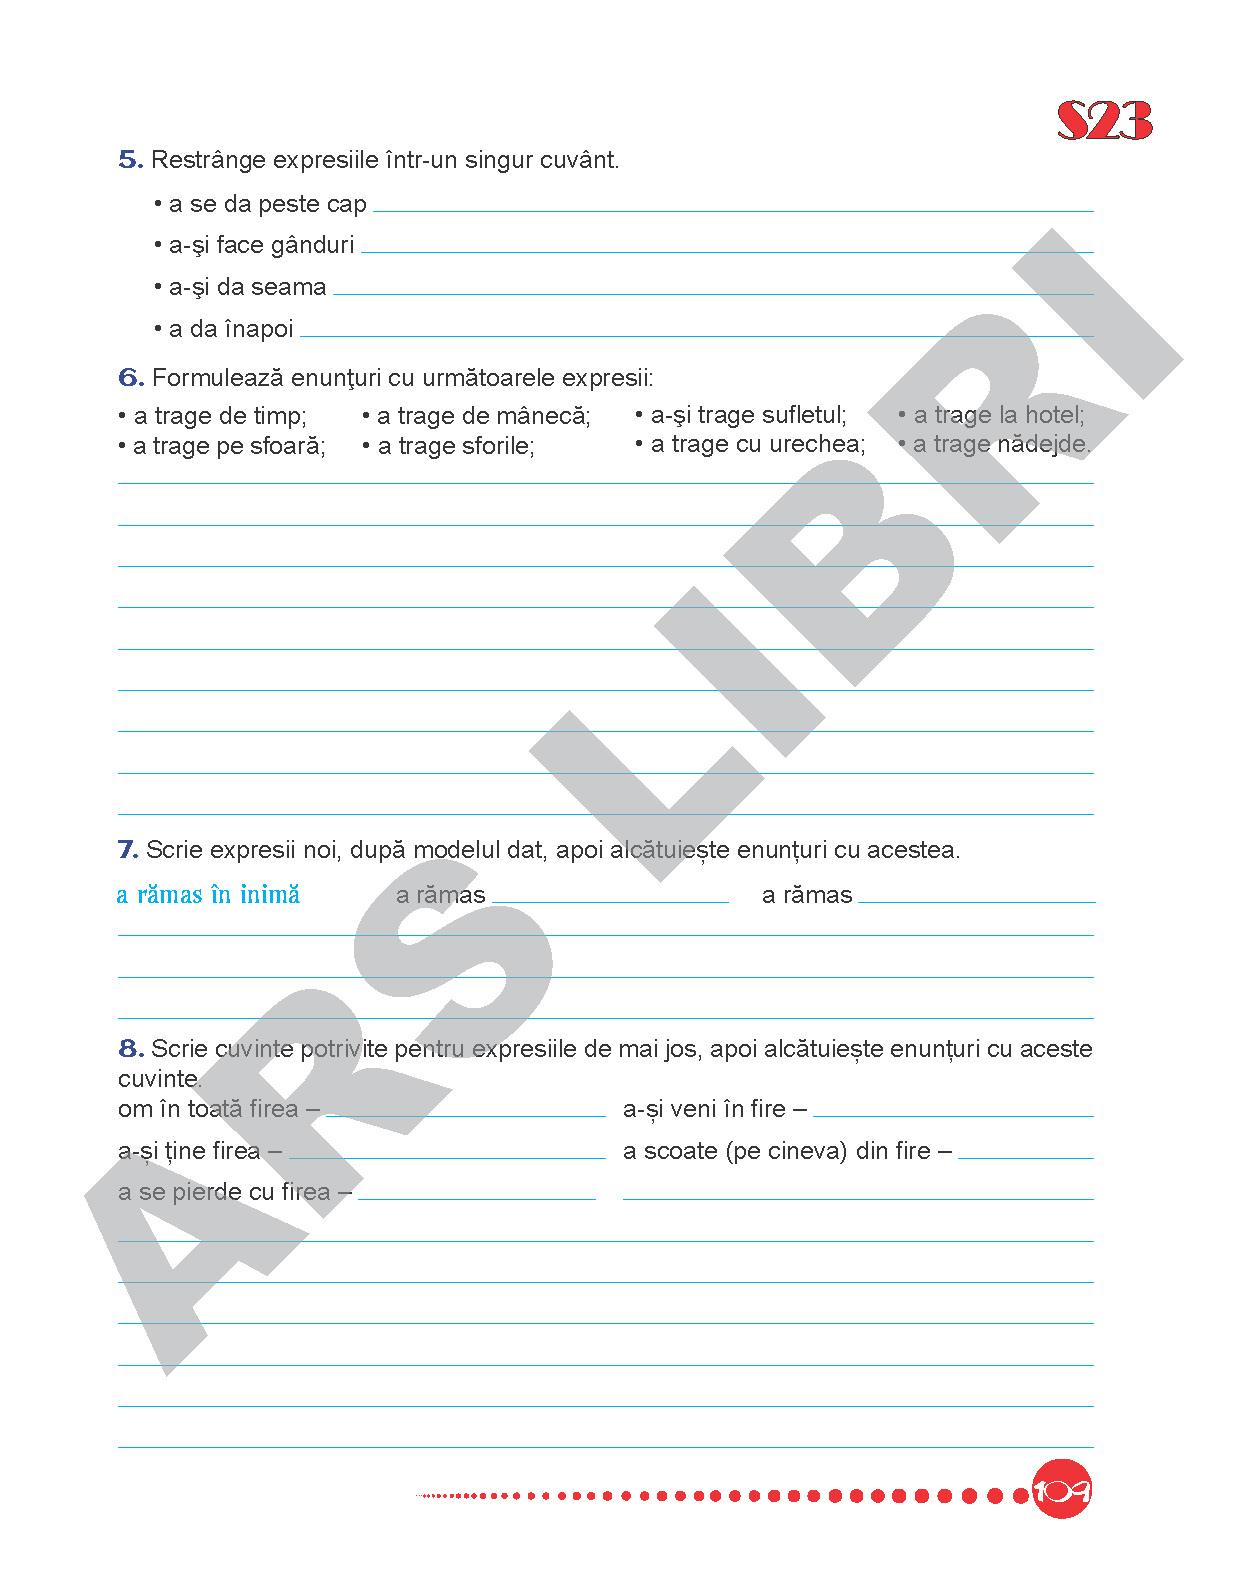 S23
5. Restrânge expresiile într-un singur cuvânt.
• a se da peste cap
• a-şi face gânduri
• a-şi da seama
• a da înapoi
6. Formulează enunţuri cu următoarele expresii:
• a trage de timp; • a trage de mânecă; • a-şi trage sufletul; • a trage la hotel;
• a trage pe sfoară; • a trage sforile; • a trage cu urechea; • a trage nădejde.
7. Scrie expresii noi, după modelul dat, apoi alcătuiește enunțuri cu acestea.
a rămas în inimă a rămas a rămas
8. Scrie cuvinte potrivite pentru expresiile de mai jos, apoi alcătuiește enunțuri cu aceste
cuvinte.
om în toată firea – a-și veni în fire –
a-și ține firea – a scoate (pe cineva) din fire –
a se pierde cu firea –
109
ARS LIBRI